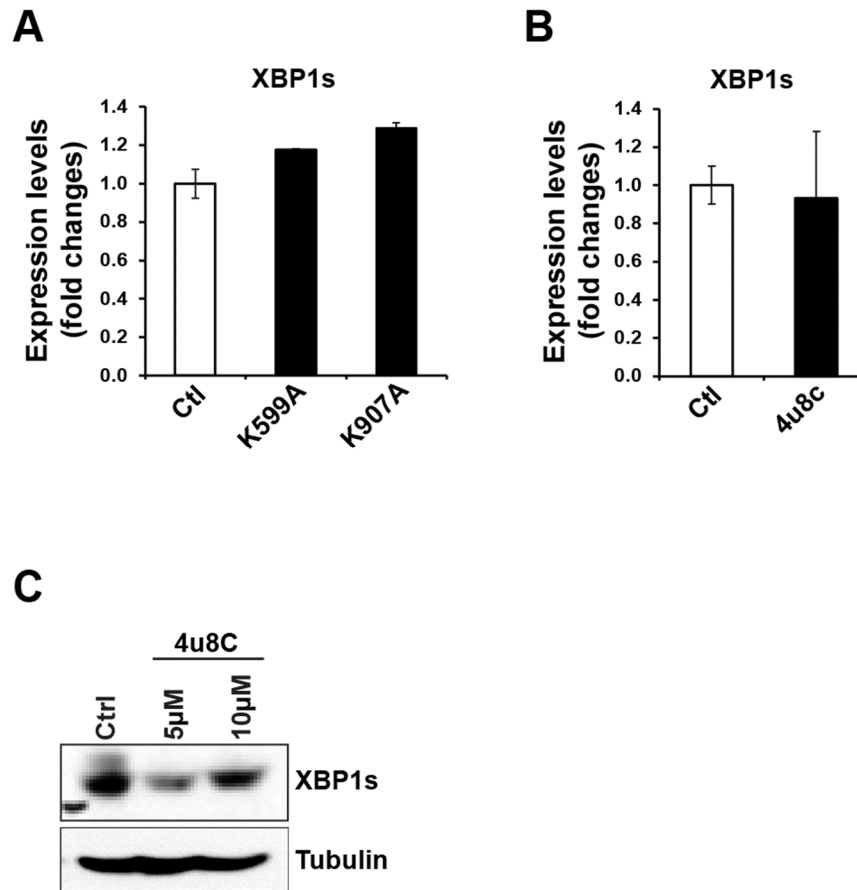 A
XBP1s
Expression levels
(fold changes)
1.4
1.2
1.0
0.8
0.6
0.4
0.2
0.0
Ctl
K599A
K907A
B
XBP1s
Expression levels
(fold changes)
1.4
1.2
1.0
0.8
0.6
0.4
0.2
0.0
Ctl
4u8c
C
4u8C
Ctrl
5µM
10µM
XBP1s
Tubulin